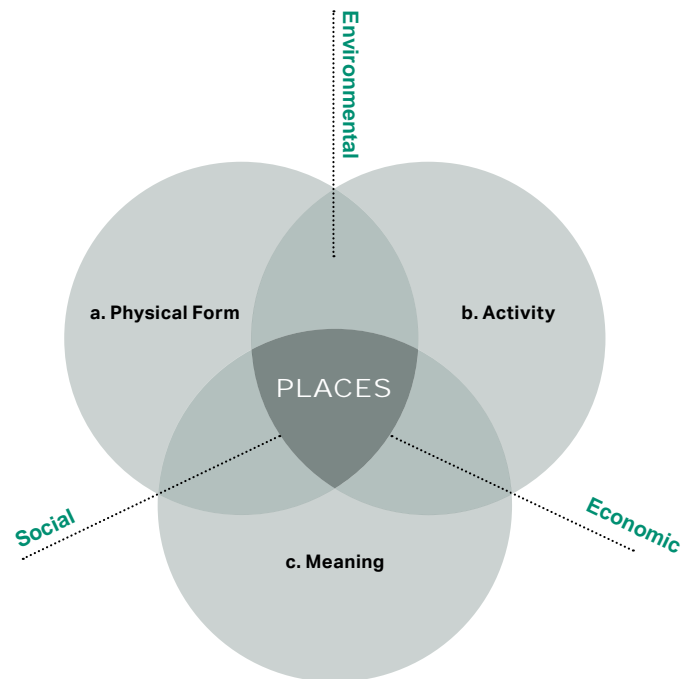 Environmental
a. Physical Form
b. Activity
PLACES
Social
Economic
c. Meaning